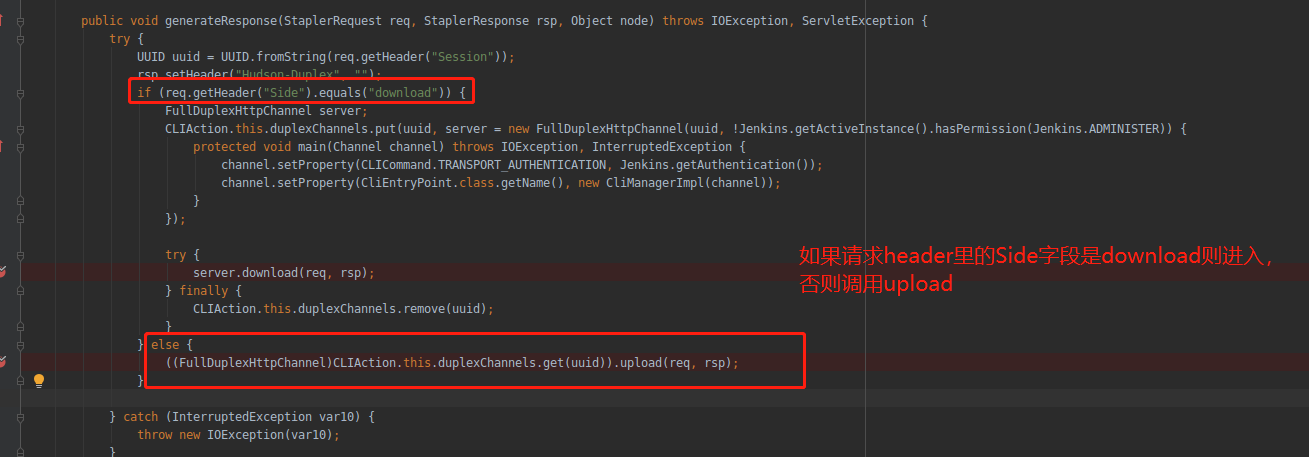 public void generateResponse(StaplerRequest req, StaplerResponse rsp, Object node) throws IOException, ServletException {
try {
UUID uuid = UUID.fromString(req.getHeader("Session"));
rsp.setHeader("Hudson-Duplex", "");
if (req.getHeader("Side").equals("download")) {
FullDuplexHttpChannel server;
CLIAction.this.duplexChannels.put(uuid, server = new FullDuplexHttpChannel(uuid, !Jenkins.getActiveInstance().hasPermission(Jenkins.ADMINISTER)) {
protected void main(Channel channel) throws IOException, InterruptedException {
channel.setProperty(CLICommand.TRANSPORT_AUTHENTICATION, Jenkins.getAuthentication());
channel.setProperty(CliEntryPoint.class.getName(), new CliManagerImpl(channel));
}
});
try {
server.download(req, rsp);
} finally {
CLIAction.this.duplexChannels.remove(uuid);
}
} else {
((FullDuplexHttpChannel)CLIAction.this.duplexChannels.get(uuid)).upload(req, rsp);
}
} catch (InterruptedException var10) {
throw new IOException(var10);
}
如果请求header里的Side字段是download则进入，
否则调用upload